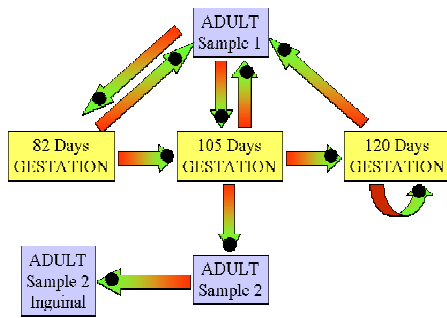 ADULT
Sample 1
82 Days
GESTATION
105 Days
GESTATION
120 Days
GESTATION
ADULT
Sample 2
Inguinal
ADULT
Sample 2